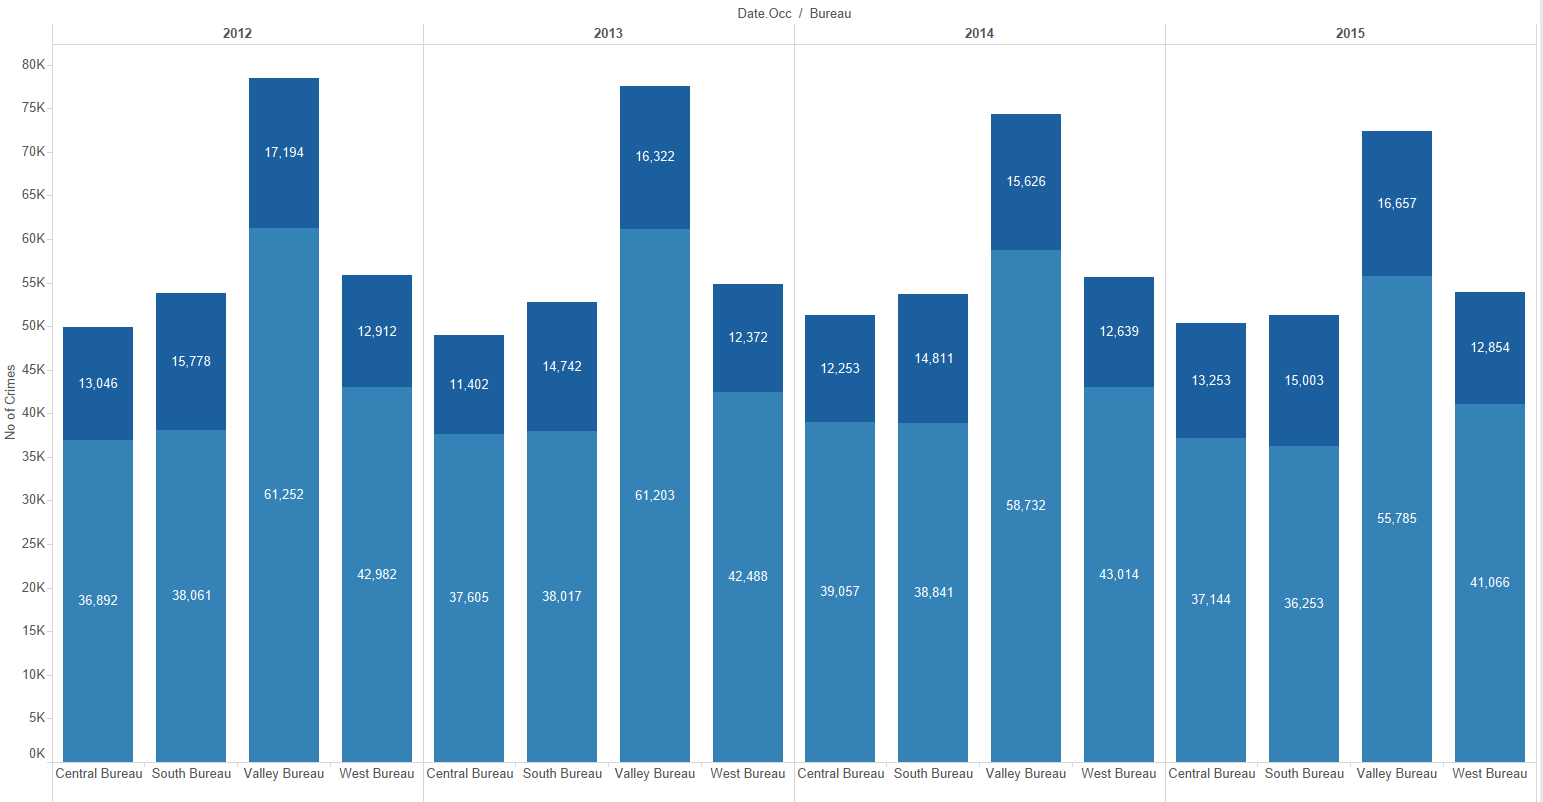 Date.Occ / Bureau
2012 2013 2014 2015
No of Crimes
80K
75K
70K
65K
60K
55K
50K
45K
40K
35K
30K
25K
20K
15K
10K
5K
0K
13,046 15,778 17,194 12,912
36,892 38,061 61,252 42,982
11,402 14,742 16,322 12,372
37,605 38,017 61,203 42,488
12,253 14,811 15,626 12,639
39,057 38,841 58,732 43,014
13,253 15,003 16,657 12,854
37,144 36,253 55,785 41,066
Central Bureau South Bureau Valley Bureau West Bureau Central Bureau South Bureau Valley Bureau West Bureau Central Bureau South Bureau Valley Bureau West Bureau Central Bureau South Bureau Valley Bureau West Bureau